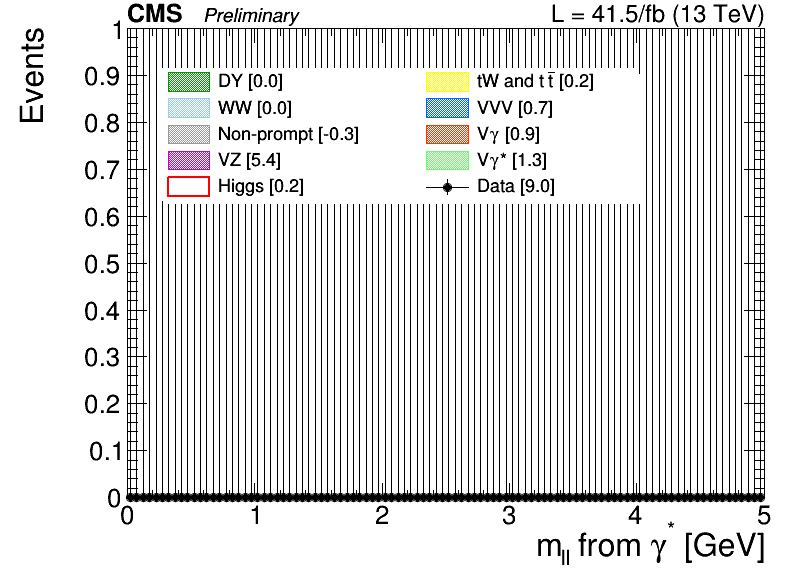 CMS Preliminary L = 41.5/fb (13 TeV)
Events
1
0.9
0.8
0.7
0.6
0.5
0.4
0.3
0.2
0.1
0
DY [0.0]
WW [0.0]
Non-prompt [-0.3]
VZ [5.4]
Higgs [0.2]
tW and tt̅ [0.2]
VVV [0.7]
Vγ [0.9]
Vγ* [1.3]
Data [9.0]
0 1 2 3 4 5
m_ll from γ* [GeV]